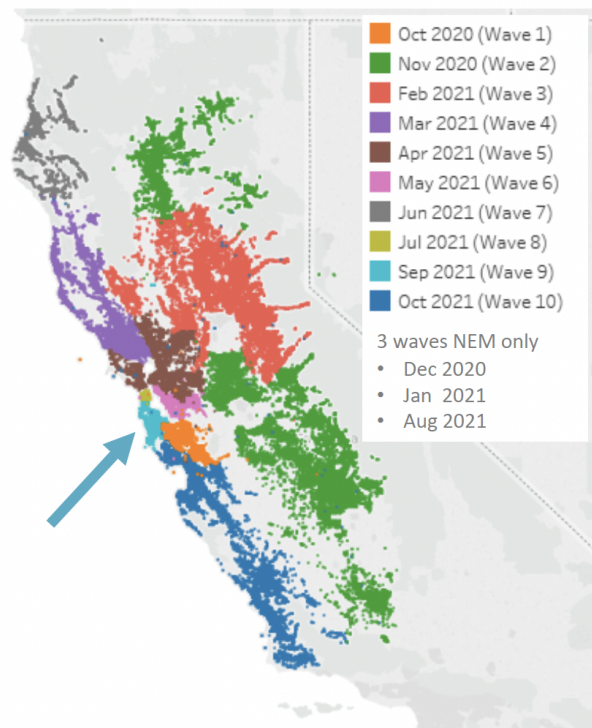 Oct 2020 (Wave 1)
Nov 2020 (Wave 2)
Feb 2021 (Wave 3)
Mar 2021 (Wave 4)
Apr 2021 (Wave 5)
May 2021 (Wave 6)
Jun 2021 (Wave 7)
Jul 2021 (Wave 8)
Sep 2021 (Wave 9)
Oct 2021 (Wave 10)
3 waves NEM only
• Dec 2020
• Jan 2021
• Aug 2021